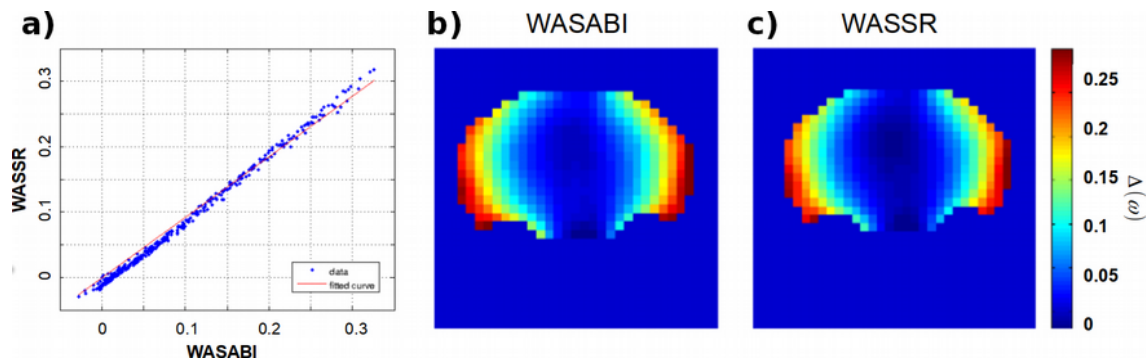 a)
WASSR
0.3
0.2
0.1
0
0
0.1
0.2
0.3
WASABI
data
fitted curve
b)
WASABI
c)
WASSR
0.25
0.2
0.15
0.1
0.05
0
Δ(ω)